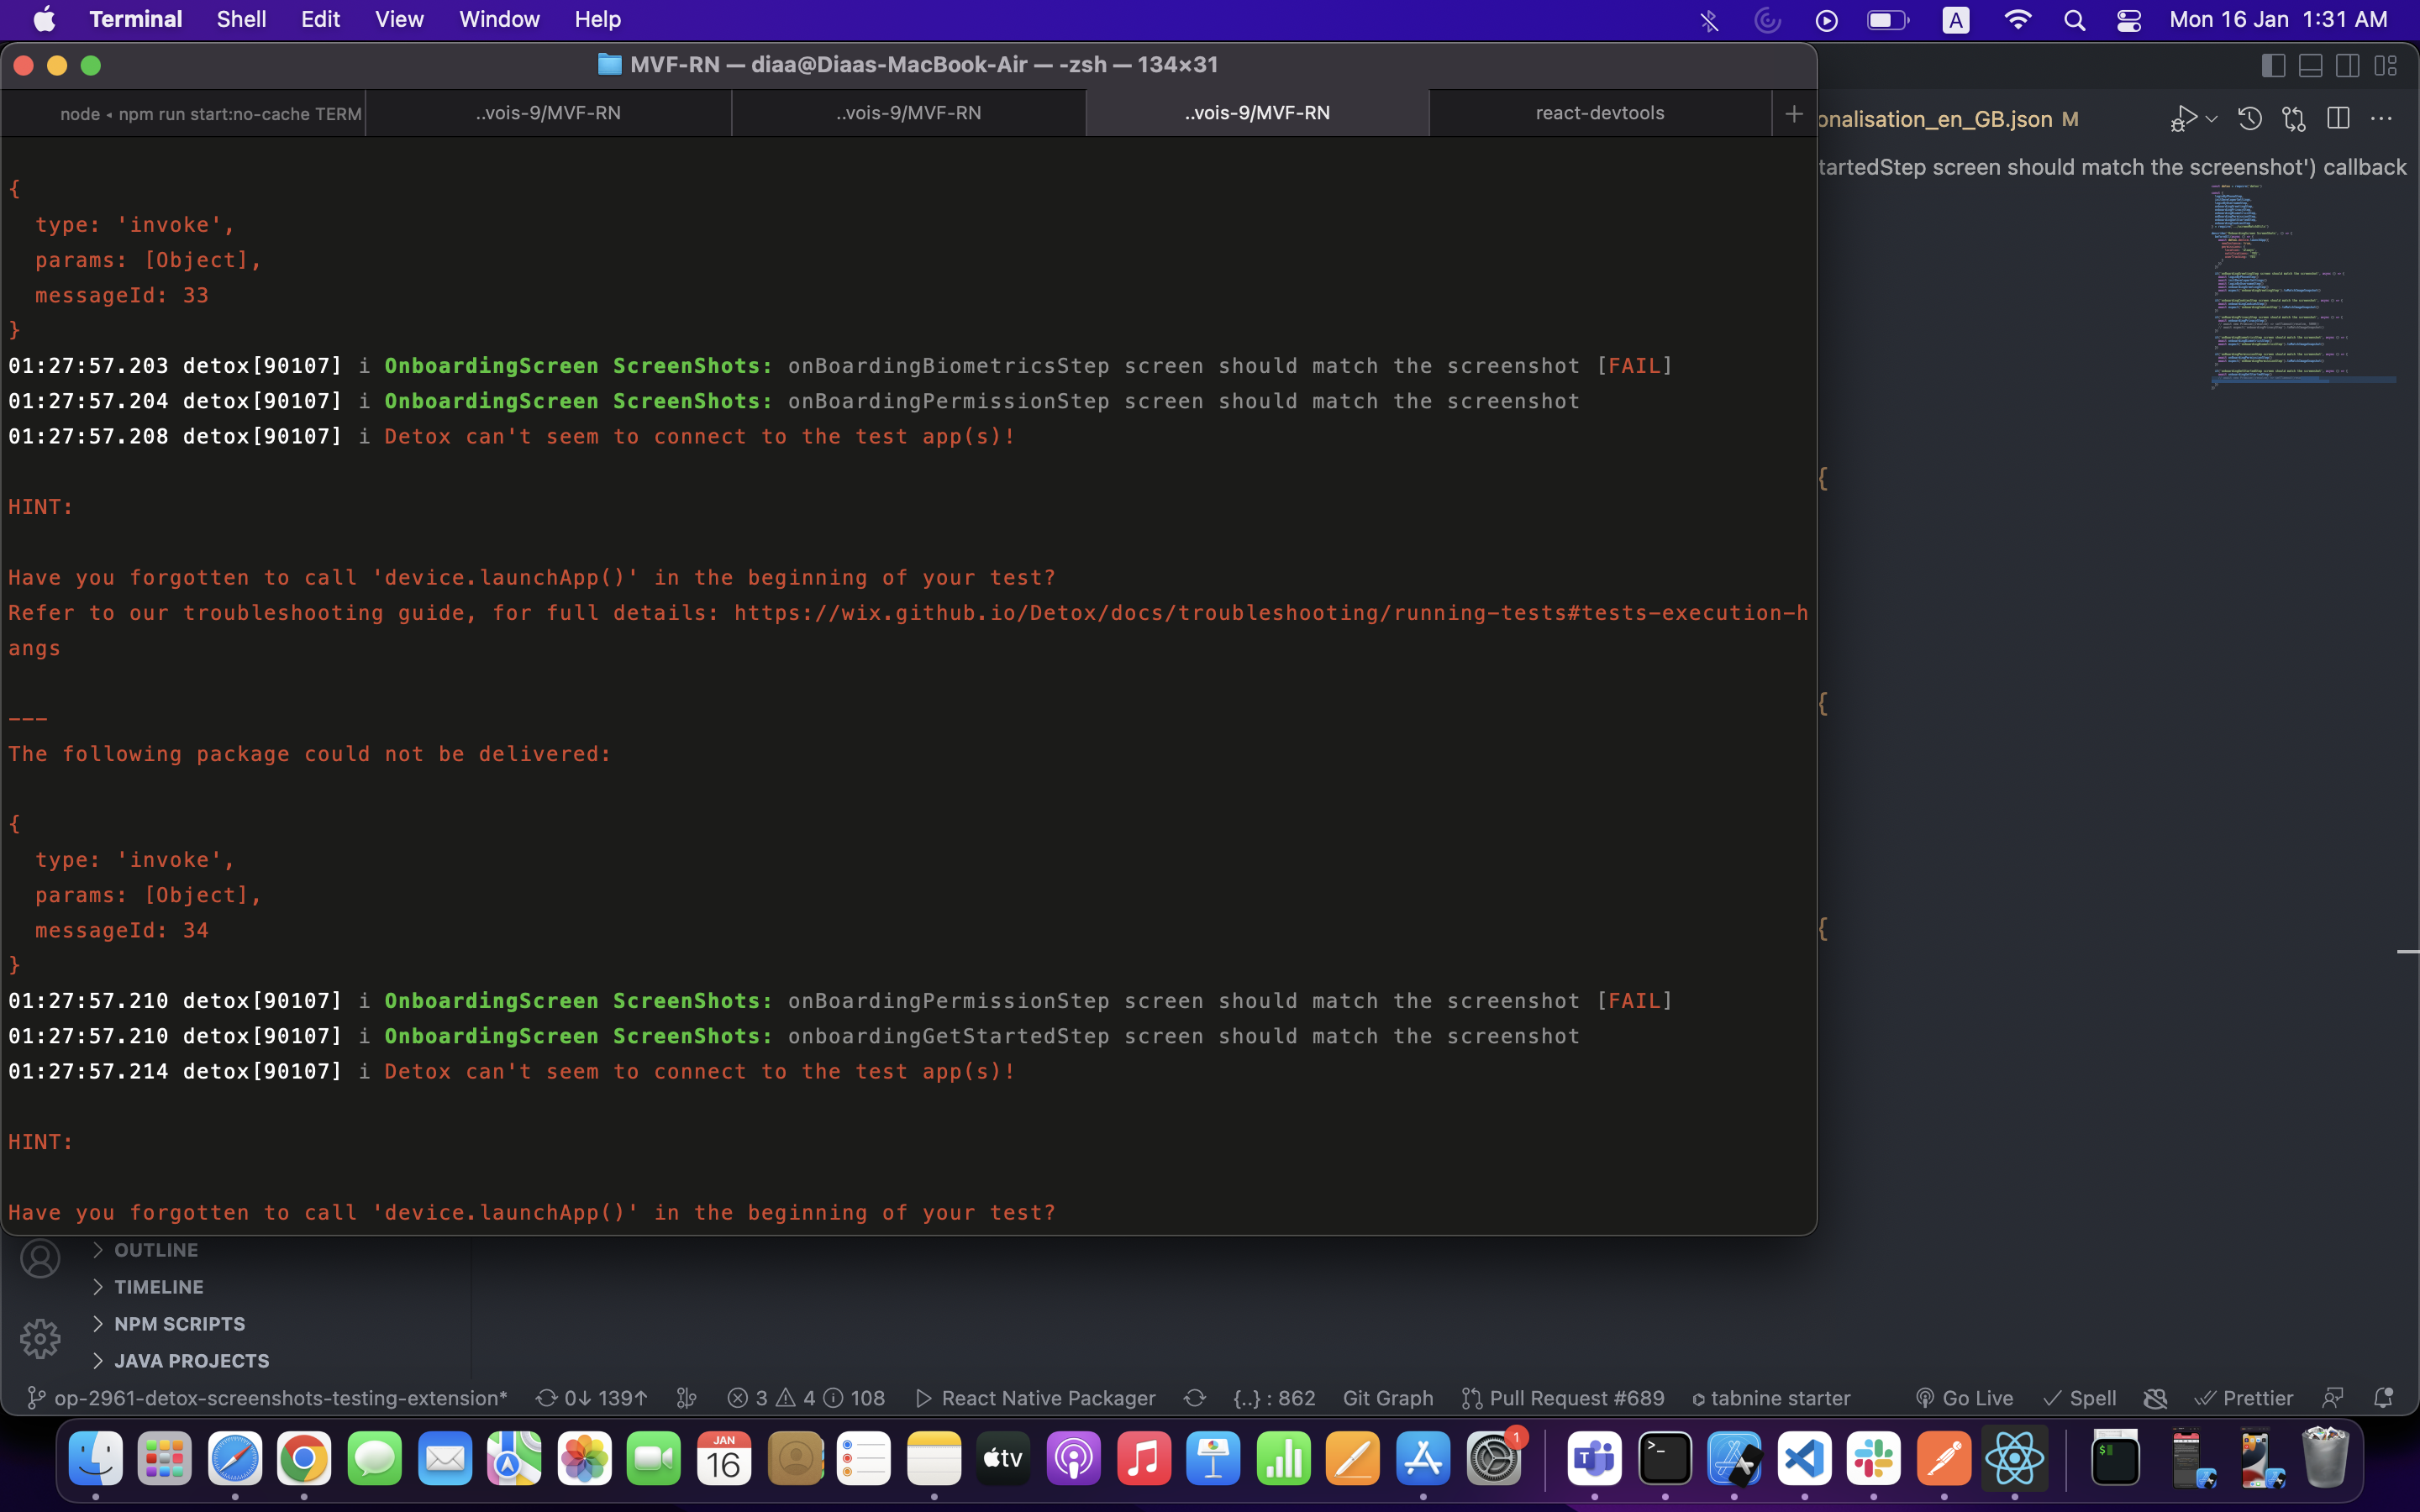 Terminal Shell Edit View Window Help A Mon 16 Jan 1:31 AM
MVF-RN — diaa@Diaas-MacBook-Air — -zsh — 134×31
node ◂ npm run start:no-cache TERM ..vois-9/MVF-RN ..vois-9/MVF-RN ..vois-9/MVF-RN react-devtools +
onalisation_en_GB.json M
tartedStep screen should match the screenshot') callback
{
type: 'invoke',
params: [Object],
messageId: 33
}
01:27:57.203 detox[90107] i OnboardingScreen ScreenShots: onBoardingBiometricsStep screen should match the screenshot [FAIL]
01:27:57.204 detox[90107] i OnboardingScreen ScreenShots: onBoardingPermissionStep screen should match the screenshot
01:27:57.208 detox[90107] i Detox can't seem to connect to the test app(s)!
HINT:
Have you forgotten to call 'device.launchApp()' in the beginning of your test?
Refer to our troubleshooting guide, for full details: https://wix.github.io/Detox/docs/troubleshooting/running-tests#tests-execution-h
angs
---
The following package could not be delivered:
{
type: 'invoke',
params: [Object],
messageId: 34
}
01:27:57.210 detox[90107] i OnboardingScreen ScreenShots: onBoardingPermissionStep screen should match the screenshot [FAIL]
01:27:57.210 detox[90107] i OnboardingScreen ScreenShots: onboardingGetStartedStep screen should match the screenshot
01:27:57.214 detox[90107] i Detox can't seem to connect to the test app(s)!
HINT:
Have you forgotten to call 'device.launchApp()' in the beginning of your test?
{
{
{
OUTLINE
TIMELINE
NPM SCRIPTS
JAVA PROJECTS
op-2961-detox-screenshots-testing-extension* 0↓ 139↑ 3 4 108 React Native Packager {..} : 862 Git Graph Pull Request #689 tabnine starter Go Live Spell Prettier
JAN
16
tv
1